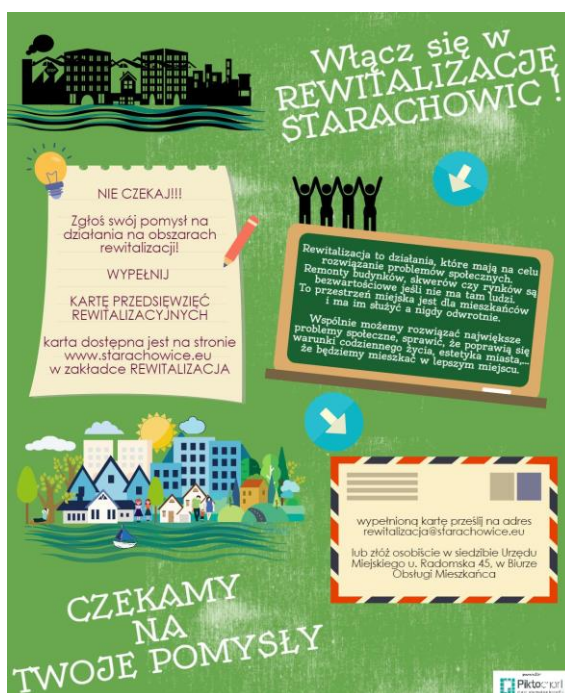 Włącz się w
REWITALIZACJĘ
STARACHOWIC !
NIE CZEKAJ!!!
Zgłoś swój pomysł na
działania na obszarach
rewitalizacji!
WYPEŁNIJ
KARTĘ PRZEDSIĘWZIĘĆ
REWITALIZACYJNYCH
karta dostępna jest na stronie
www.starachowice.eu
w zakładce REWITALIZACJA
Rewitalizacja to działania, które mają na celu
rozwiązanie problemów społecznych.
Remonty budynków, skwerów czy rynków są
bezwartościowe jeśli nie ma tam ludzi.
To przestrzeń miejska jest dla mieszkańców
i ma im służyć a nigdy odwrotnie.
Wspólnie możemy rozwiązać największe
problemy społeczne, sprawić, że poprawią się
warunki codziennego życia, estetyka miasta,...
że będziemy mieszkać w lepszym miejscu.
wypełnioną kartę prześlij na adres
rewitalizacja@starachowice.eu
lub złóż osobiście w siedzibie Urzędu
Miejskiego u. Radomska 45, w Biurze
Obsługi Mieszkańca
CZEKAMY
NA
TWOJE POMYSŁY
Piktochart